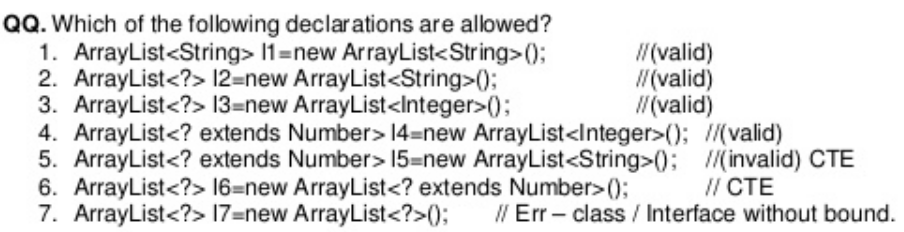 QQ. Which of the following declarations are allowed?
1. ArrayList<String> l1=new ArrayList<String>(); //(valid)
2. ArrayList<?> l2=new ArrayList<String>(); //(valid)
3. ArrayList<?> l3=new ArrayList<Integer>(); //(valid)
4. ArrayList<? extends Number> l4=new ArrayList<Integer>(); //(valid)
5. ArrayList<? extends Number> l5=new ArrayList<String>(); //(invalid) CTE
6. ArrayList<?> l6=new ArrayList<? extends Number>(); // CTE
7. ArrayList<?> l7=new ArrayList<?>(); // Err – class / Interface without bound.